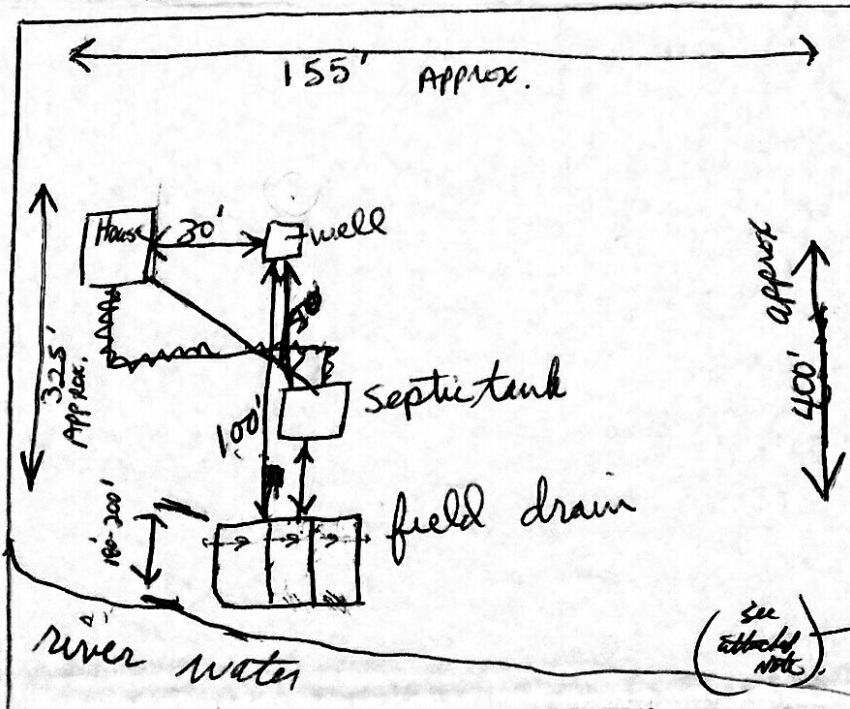 155' APPROX.
House
30'
well
50
325' APPROX.
approx
400'
septic tank
100'
field drain
river water
(see attached note).